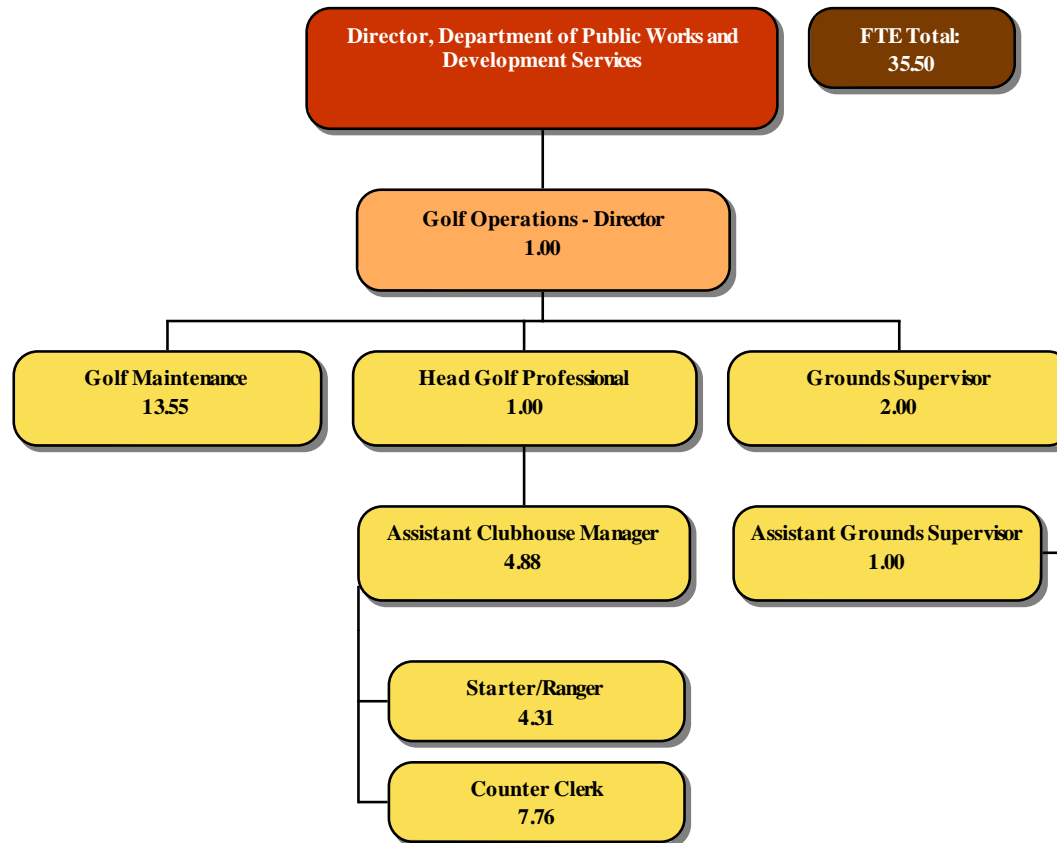 Director, Department of Public Works and
Development Services
FTE Total:
35.50
Golf Operations - Director
1.00
Golf Maintenance
13.55
Head Golf Professional
1.00
Grounds Supervisor
2.00
Assistant Clubhouse Manager
4.88
Assistant Grounds Supervisor
1.00
Starter/Ranger
4.31
Counter Clerk
7.76